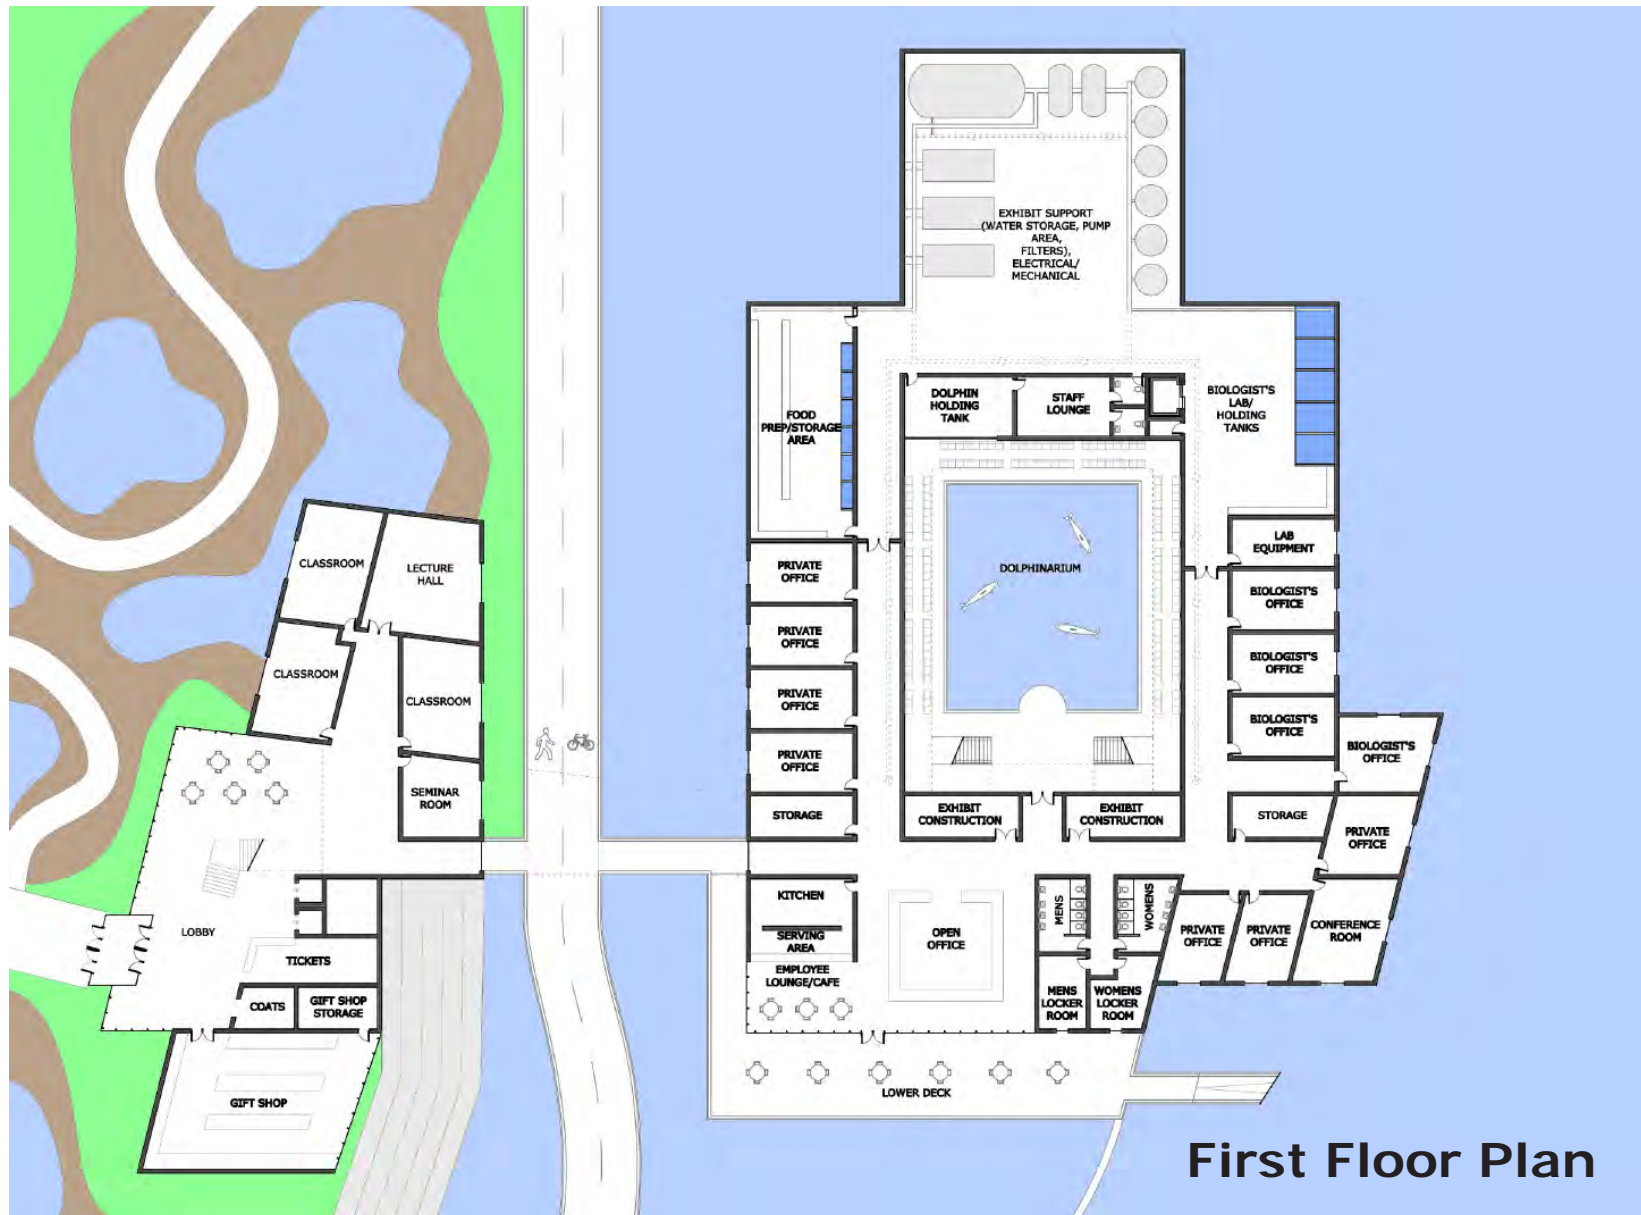 EXHIBIT SUPPORT
(WATER STORAGE, PUMP
AREA,
FILTERS),
ELECTRICAL/
MECHANICAL
DOLPHIN
HOLDING
TANK
STAFF
LOUNGE
BIOLOGIST'S
LAB/
HOLDING
TANKS
FOOD
PREP/STORAGE
AREA
LAB
EQUIPMENT
CLASSROOM
LECTURE
HALL
PRIVATE
OFFICE
DOLPHINARIUM
BIOLOGIST'S
OFFICE
PRIVATE
OFFICE
BIOLOGIST'S
OFFICE
CLASSROOM
CLASSROOM
PRIVATE
OFFICE
BIOLOGIST'S
OFFICE
PRIVATE
OFFICE
BIOLOGIST'S
OFFICE
SEMINAR
ROOM
STORAGE
EXHIBIT
CONSTRUCTION
EXHIBIT
CONSTRUCTION
STORAGE
PRIVATE
OFFICE
KITCHEN
MENS
WOMENS
LOBBY
SERVING
AREA
OPEN
OFFICE
PRIVATE
OFFICE
PRIVATE
OFFICE
CONFERENCE
ROOM
TICKETS
EMPLOYEE
LOUNGE/CAFE
COATS
GIFT SHOP
STORAGE
MENS
LOCKER
ROOM
WOMENS
LOCKER
ROOM
GIFT SHOP
LOWER DECK
First Floor Plan